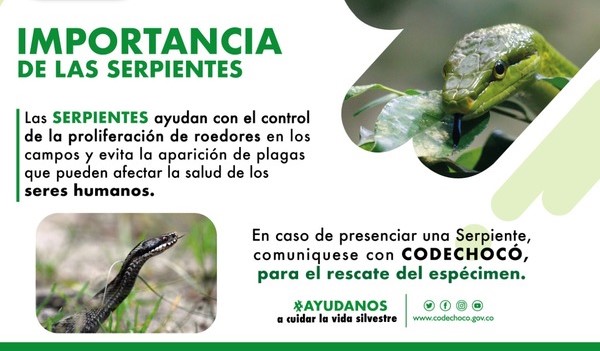 IMPORTANCIA
DE LAS SERPIENTES
Las SERPIENTES ayudan con el control
de la proliferación de roedores en los
campos y evita la aparición de plagas
que pueden afectar la salud de los
seres humanos.
En caso de presenciar una Serpiente,
comuniquese con CODECHOCÓ,
para el rescate del espécimen.
AYUDANOS
a cuidar la vida silvestre
www.codechoco.gov.co